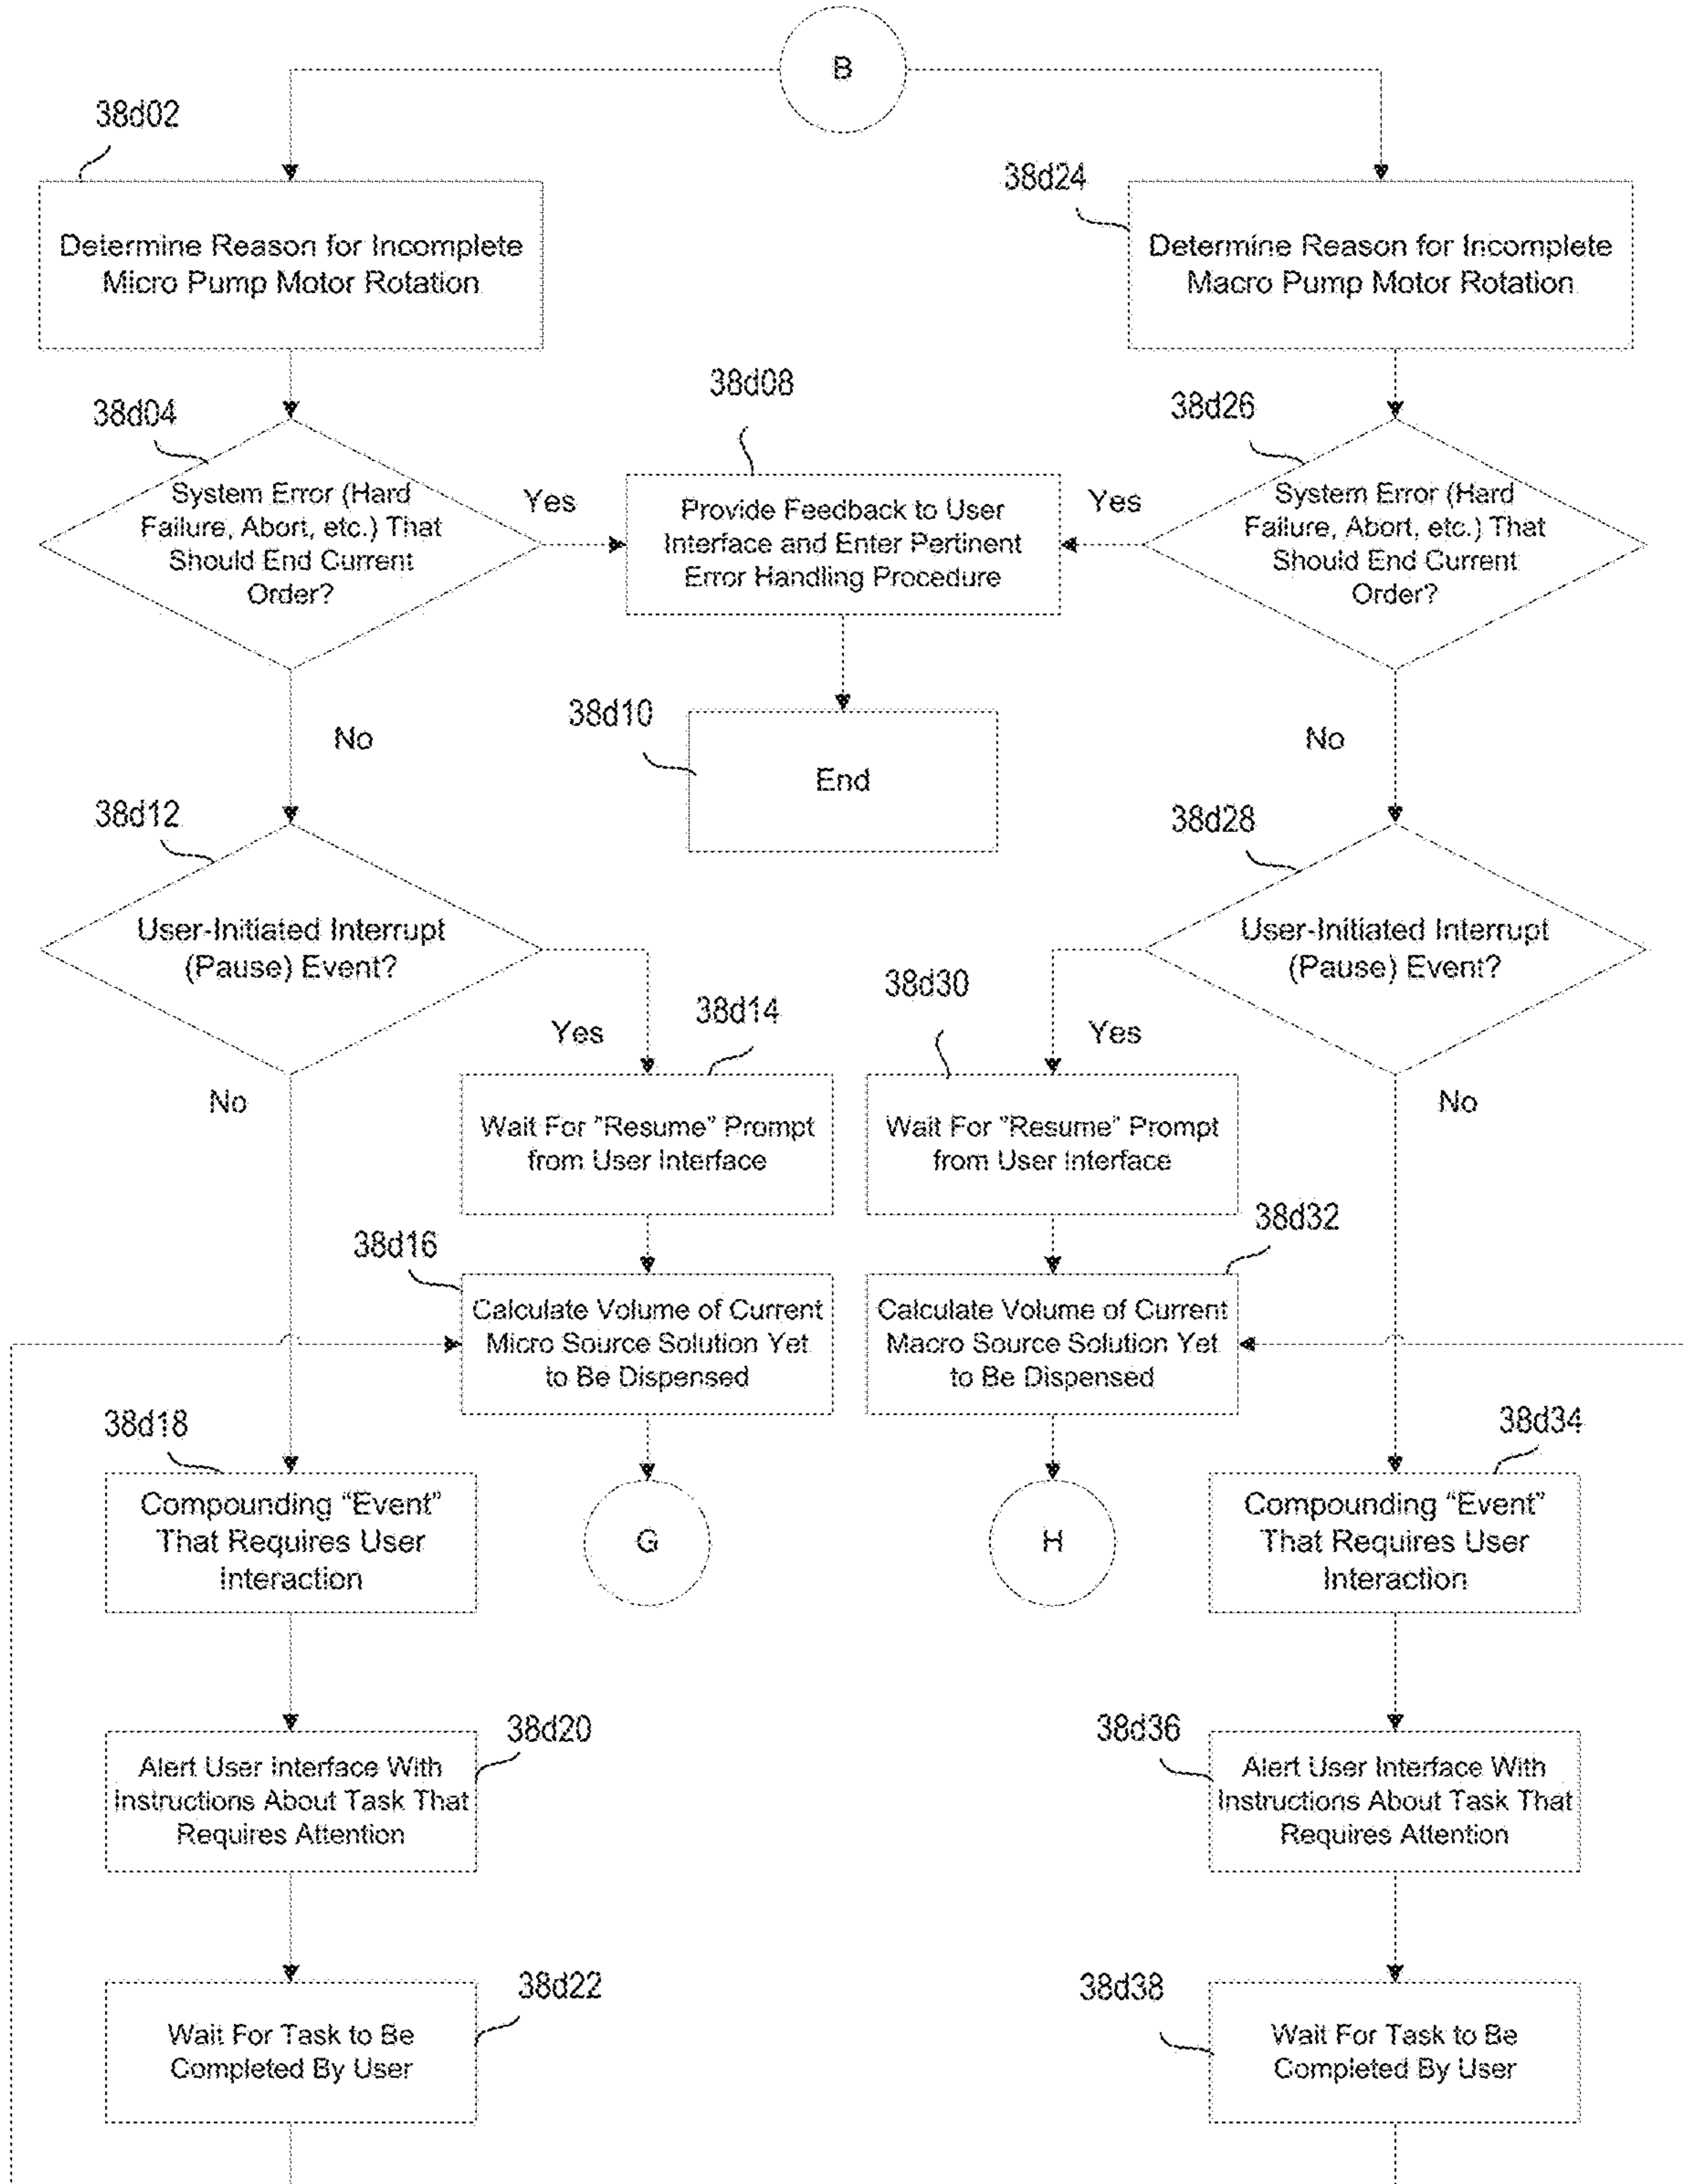 B
38d02
38d24
Determine Reason for Incomplete
Micro Pump Motor Rotation
Determine Reason for Incomplete
Macro Pump Motor Rotation
38d04
38d08
38d26
System Error (Hard
Failure, Abort, etc.) That
Should End Current
Order?
Yes
Provide Feedback to User
Interface and Enter Pertinent
Error Handling Procedure
Yes
System Error (Hard
Failure, Abort, etc.) That
Should End Current
Order?
No
38d10
End
No
38d12
38d28
User-Initiated Interrupt
(Pause) Event?
User-Initiated Interrupt
(Pause) Event?
Yes
38d14
38d30
Yes
No
No
Wait For "Resume" Prompt
from User Interface
Wait For "Resume" Prompt
from User Interface
38d16
38d32
Calculate Volume of Current
Micro Source Solution Yet
to Be Dispensed
Calculate Volume of Current
Macro Source Solution Yet
to Be Dispensed
38d18
38d34
Compounding “Event”
That Requires User
Interaction
G
H
Compounding “Event”
That Requires User
Interaction
38d20
38d36
Alert User Interface With
Instructions About Task That
Requires Attention
Alert User Interface With
Instructions About Task That
Requires Attention
38d22
38d38
Wait For Task to Be
Completed By User
Wait For Task to Be
Completed By User